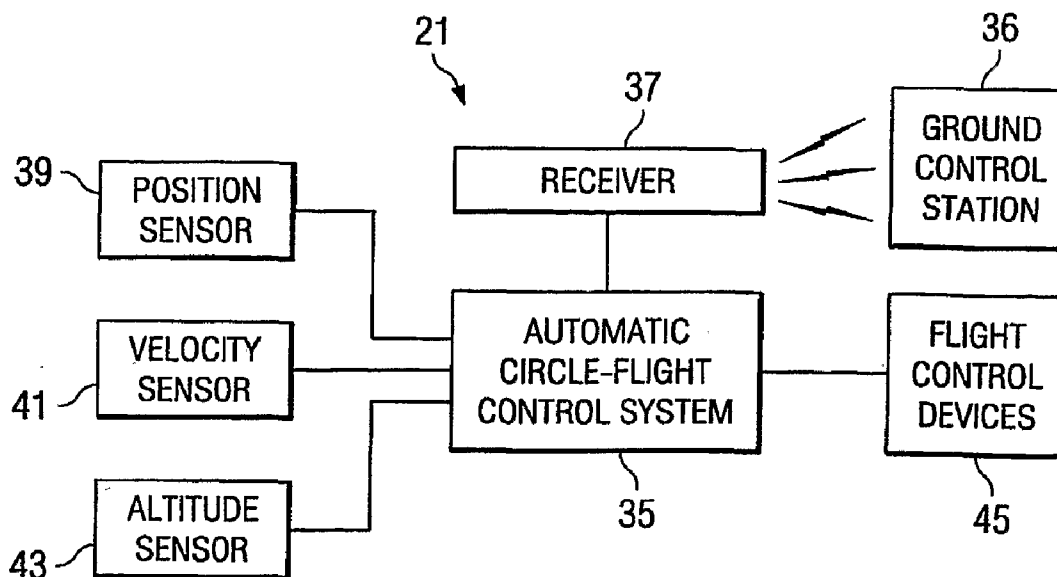 21
36
37
GROUND
CONTROL
STATION
RECEIVER
39
POSITION
SENSOR
VELOCITY
SENSOR
41
AUTOMATIC
CIRCLE-FLIGHT
CONTROL SYSTEM
35
FLIGHT
CONTROL
DEVICES
45
ALTITUDE
SENSOR
43